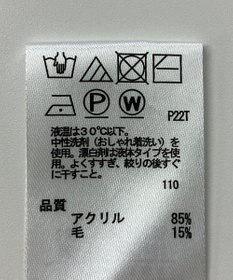 P
W
P22T
液温は30℃以下。
中性洗剤（おしゃれ着洗い）を
使用。漂白剤は液体タイプを使
用。よくすすぎ、絞りの後すぐ
に干すこと。
110
品質
アクリル 85%
毛 15%